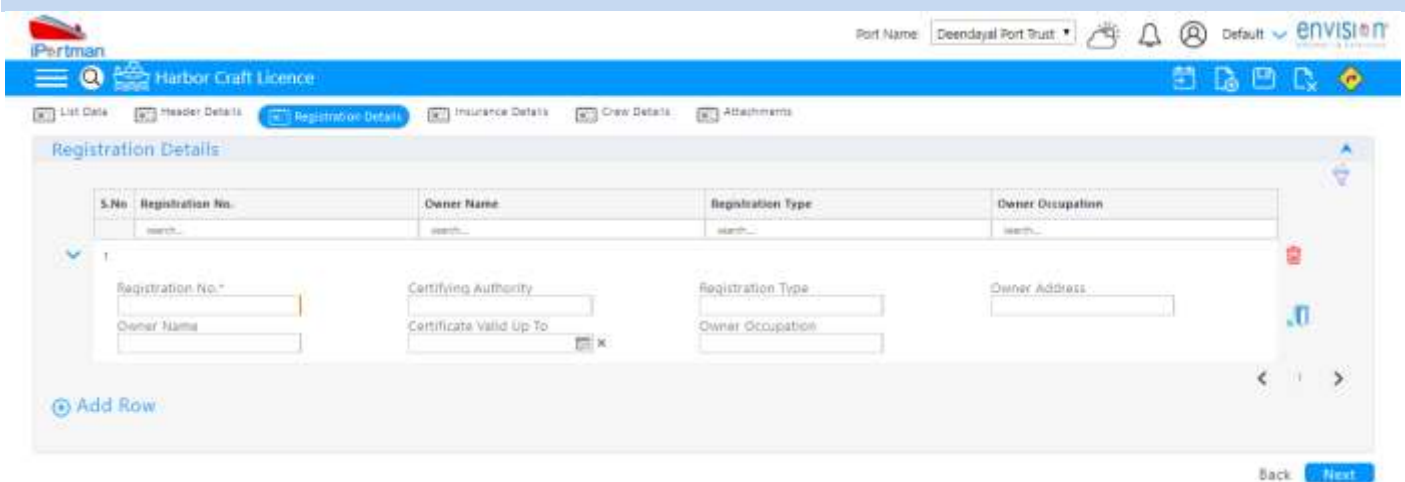 Port Name Deendayal Port Trust Default envision
iPortman
Harbor Craft Licence
List Data Header Details Registration Details Insurance Details Crew Details Attachments
Registration Details
S.No Registration No. Owner Name Registration Type Owner Occupation
search... search... search... search...
1
Registration No.* Certifying Authority Registration Type Owner Address
Owner Name Certificate Valid Up To Owner Occupation
1
Add Row
Back Next